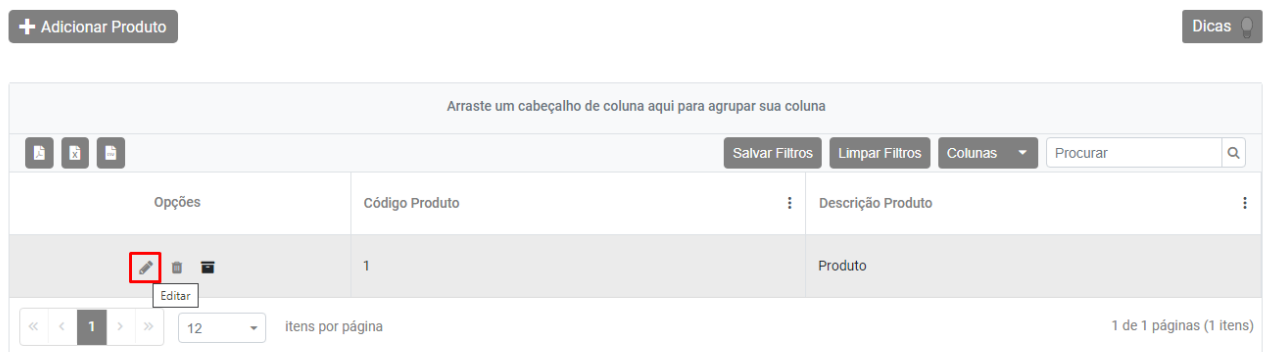 Adicionar Produto
Dicas
Arraste um cabeçalho de coluna aqui para agrupar sua coluna
Salvar Filtros Limpar Filtros Colunas Procurar
Opções Código Produto Descrição Produto
1 Produto
Editar
« < 1 > » 12 itens por página 1 de 1 páginas (1 itens)